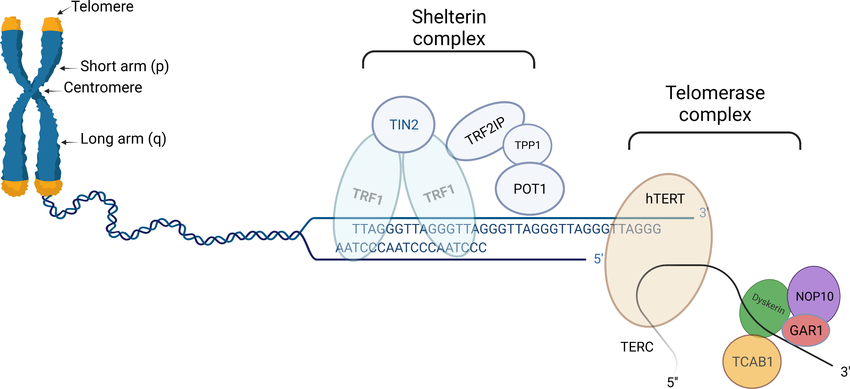 Telomere
Short arm (p)
Centromere
Long arm (q)
Shelterin
complex
TIN2
TRF2IP
TPP1
TRF1
TRF1
POT1
Telomerase
complex
hTERT
3'
TTAGGGTTAGGGTTAGGGTTAGGGTTAGGGTTAGGG
AATCCCAATCCCAATCCC
5'
TERC
5"
Dyskerin
NOP10
GAR1
TCAB1
3'